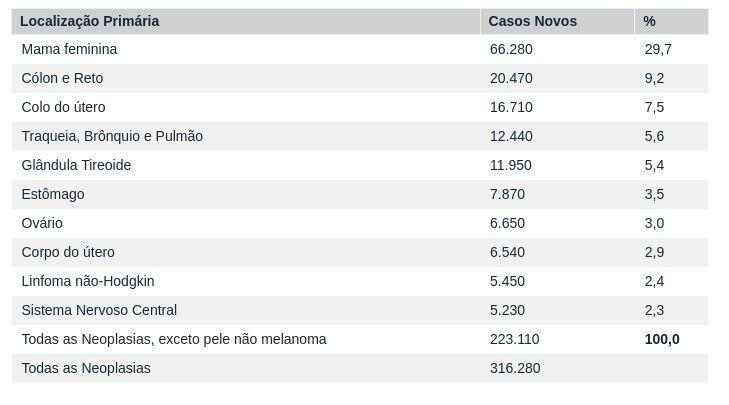 Localização Primária Casos Novos %
Mama feminina 66.280 29,7
Cólon e Reto 20.470 9,2
Colo do útero 16.710 7,5
Traqueia, Brônquio e Pulmão 12.440 5,6
Glândula Tireoide 11.950 5,4
Estômago 7.870 3,5
Ovário 6.650 3,0
Corpo do útero 6.540 2,9
Linfoma não-Hodgkin 5.450 2,4
Sistema Nervoso Central 5.230 2,3
Todas as Neoplasias, exceto pele não melanoma 223.110 100,0
Todas as Neoplasias 316.280